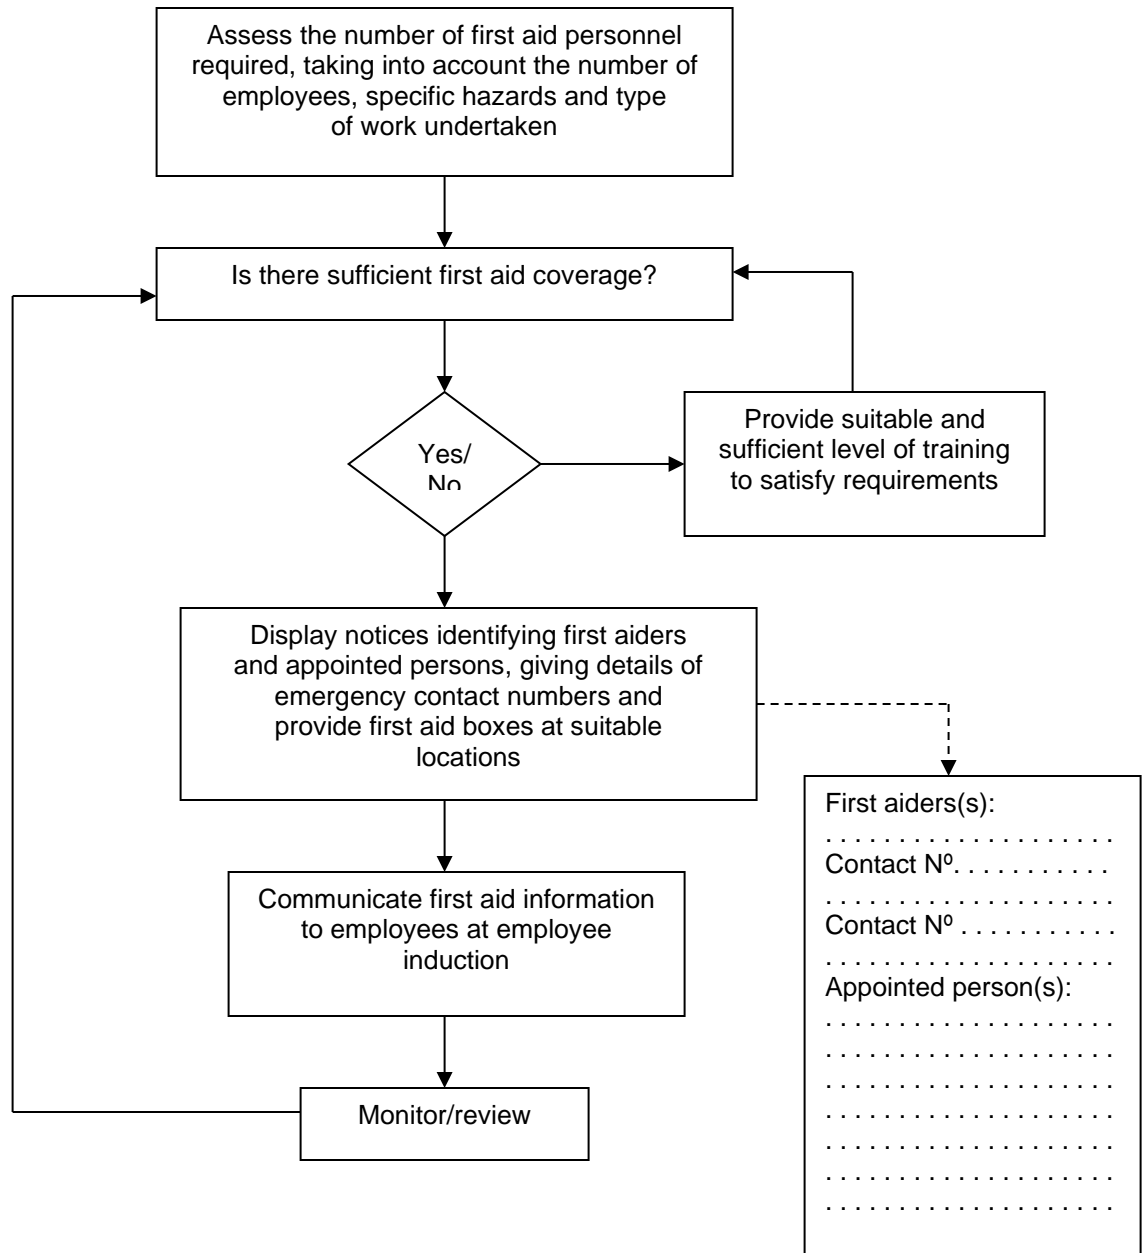 Assess the number of first aid personnel
required, taking into account the number of
employees, specific hazards and type
of work undertaken
Is there sufficient first aid coverage?
Yes/
No
Provide suitable and
sufficient level of training
to satisfy requirements
Display notices identifying first aiders
and appointed persons, giving details of
emergency contact numbers and
provide first aid boxes at suitable
locations
First aiders(s):
. . . . . . . . . . . . . . . . . . . .
Contact Nº. . . . . . . . . . .
. . . . . . . . . . . . . . . . . . . .
Contact Nº . . . . . . . . . . .
. . . . . . . . . . . . . . . . . . . .
Appointed person(s):
. . . . . . . . . . . . . . . . . . . .
. . . . . . . . . . . . . . . . . . . .
. . . . . . . . . . . . . . . . . . . .
. . . . . . . . . . . . . . . . . . . .
. . . . . . . . . . . . . . . . . . . .
. . . . . . . . . . . . . . . . . . . .
. . . . . . . . . . . . . . . . . . . .
Communicate first aid information
to employees at employee
induction
Monitor/review